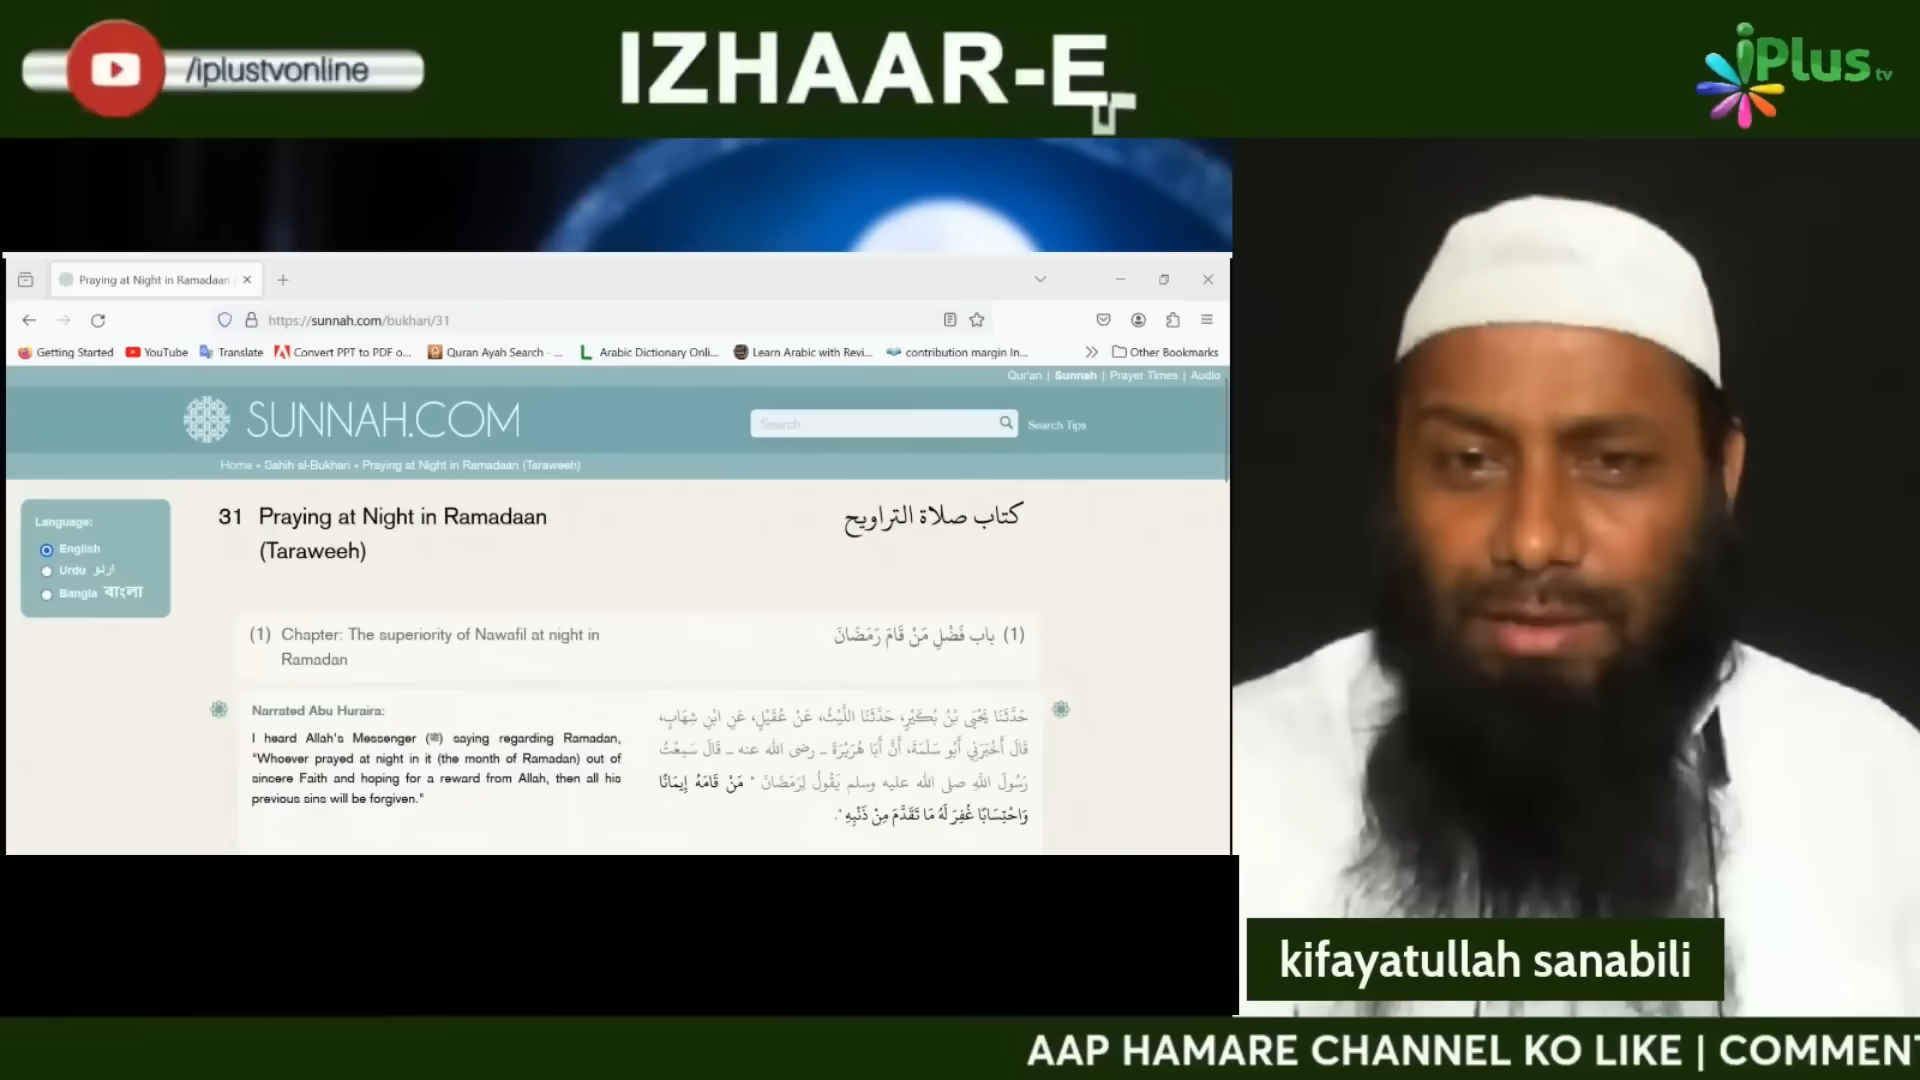 /iplustvonline
IZHAAR-E
iPlus tv
Praying at Night in Ramadaan
https://sunnah.com/bukhari/31
Getting Started YouTube Translate Convert PPT to PDF o... Quran Ayah Search - ... Arabic Dictionary Onli... Learn Arabic with Revi... contribution margin in... Other Bookmarks
Qur'an | Sunnah | Prayer Times | Audio
SUNNAH.COM
Search
Search Tips
Home » Sahih al-Bukhari » Praying at Night in Ramadaan (Taraweeh)
Language:
English
Urdu اردو
Bangla বাংলা
31 Praying at Night in Ramadaan
(Taraweeh)
كتاب صلاة التراويح
(1) Chapter: The superiority of Nawafil at night in
Ramadan
(1) باب فَضْلِ مَنْ قَامَ رَمَضَانَ
Narrated Abu Huraira:
I heard Allah's Messenger (ﷺ) saying regarding Ramadan,
"Whoever prayed at night in it (the month of Ramadan) out of
sincere Faith and hoping for a reward from Allah, then all his
previous sins will be forgiven."
حَدَّثَنَا يَحْيَى بْنُ بُكَيْرٍ، حَدَّثَنَا اللَّيْثُ، عَنْ عُقَيْلٍ، عَنِ ابْنِ شِهَابٍ،
قَالَ أَخْبَرَنِي أَبُو سَلَمَةَ، أَنَّ أَبَا هُرَيْرَةَ ـ رضى الله عنه ـ قَالَ سَمِعْتُ
رَسُولَ اللَّهِ صلى الله عليه وسلم يَقُولُ لِرَمَضَانَ ‏"‏ مَنْ قَامَهُ إِيمَانًا
وَاحْتِسَابًا غُفِرَ لَهُ مَا تَقَدَّمَ مِنْ ذَنْبِهِ ‏"‏‏.‏
kifayatullah sanabili
AAP HAMARE CHANNEL KO LIKE | COMMENT